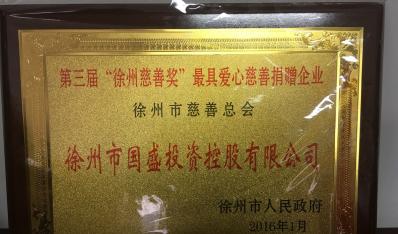 第三届“徐州慈善奖”最具爱心慈善捐赠企业
徐州市慈善总会
徐州市国盛投资控股有限公司
徐州市人民政府
2016年1月